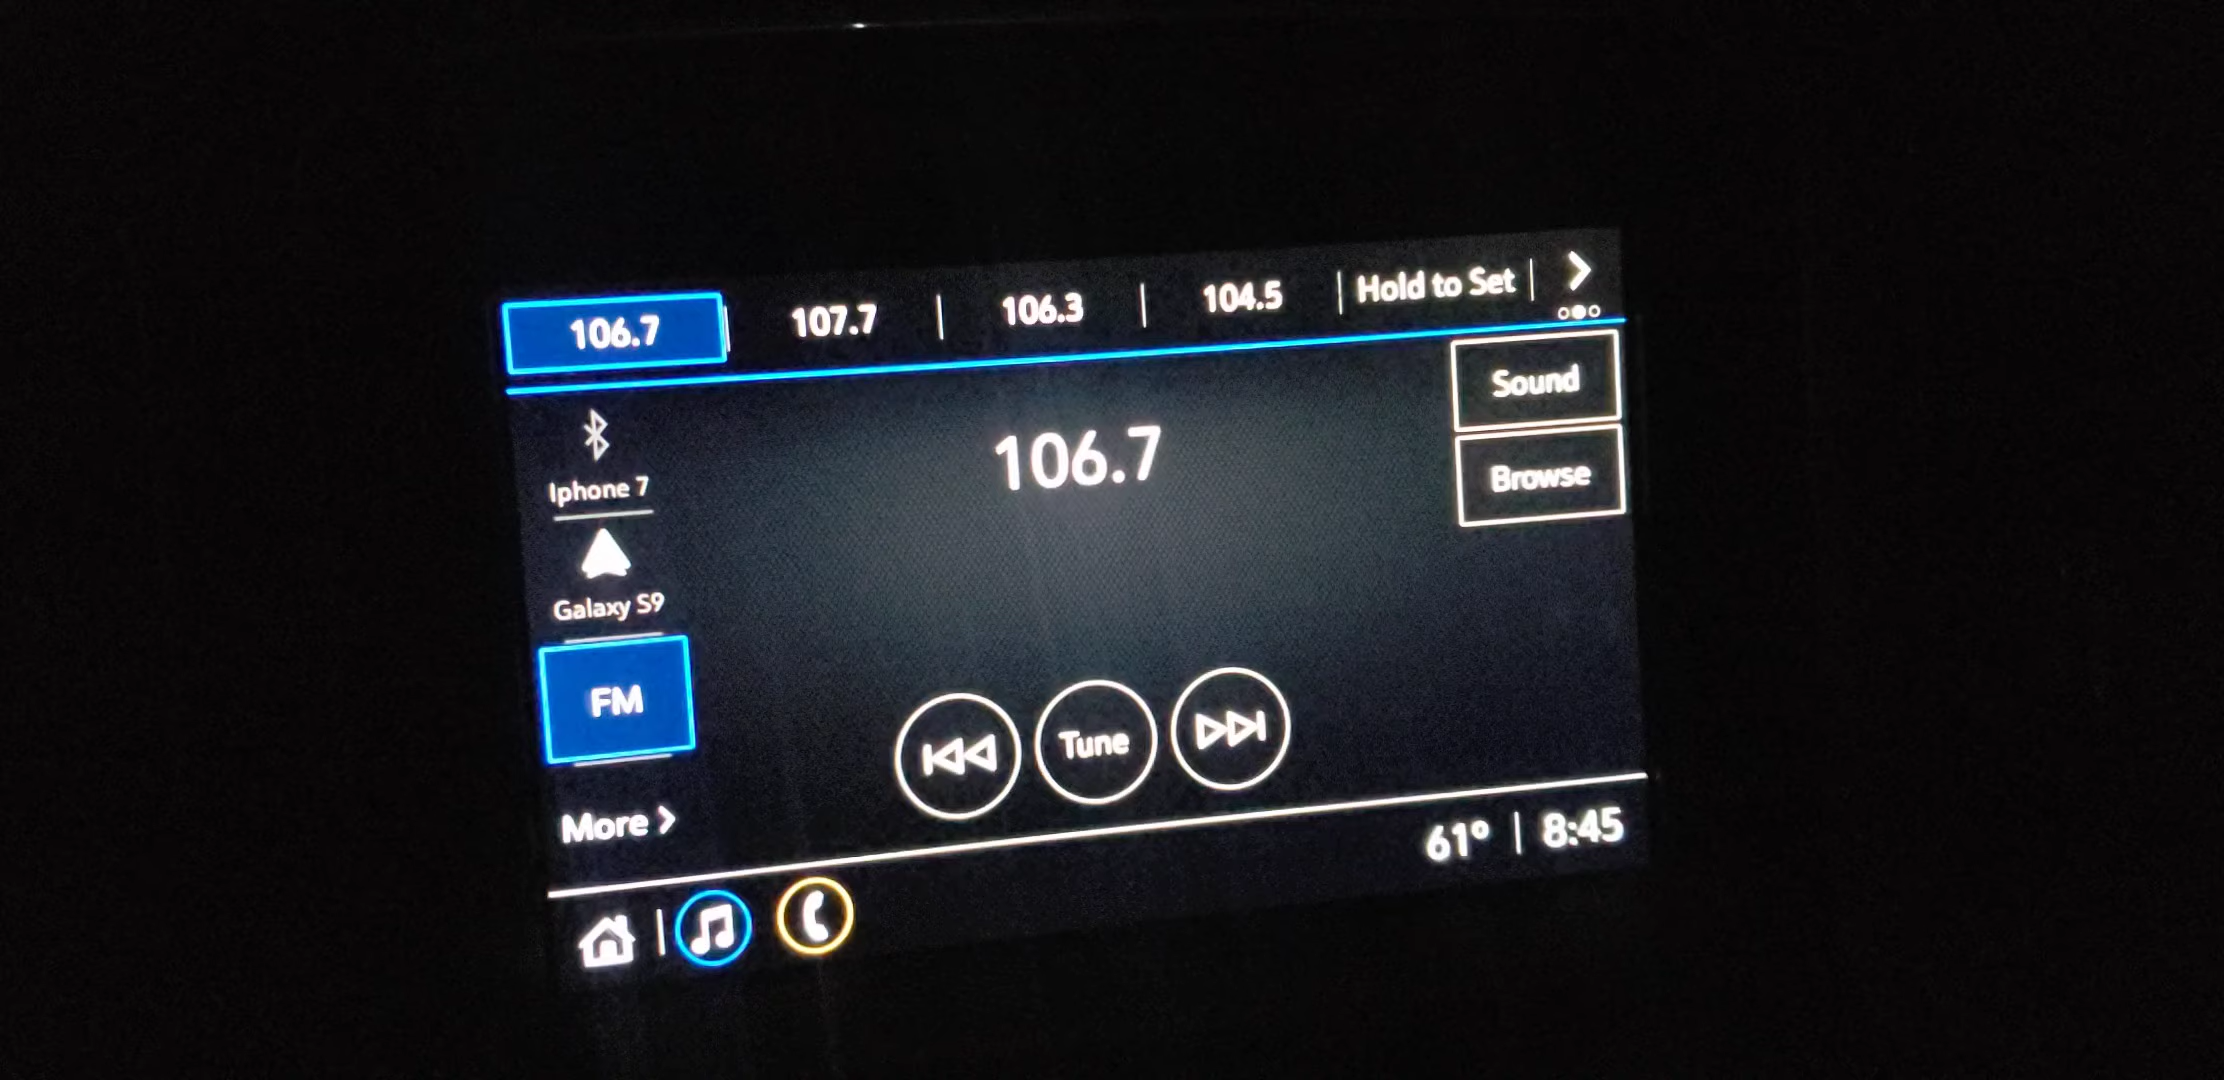 106.7 | 107.7 | 106.3 | 104.5 | Hold to Set |
Sound
106.7
Browse
Iphone 7
Galaxy S9
FM
Tune
More
61° | 8:45